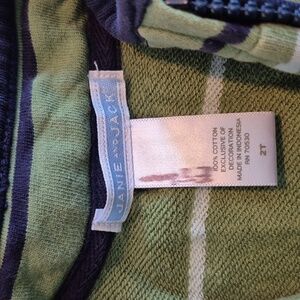 JANIE AND JACK
100% COTTON
EXCLUSIVE OF
DECORATION
MADE IN INDONESIA
RN 70530
2T